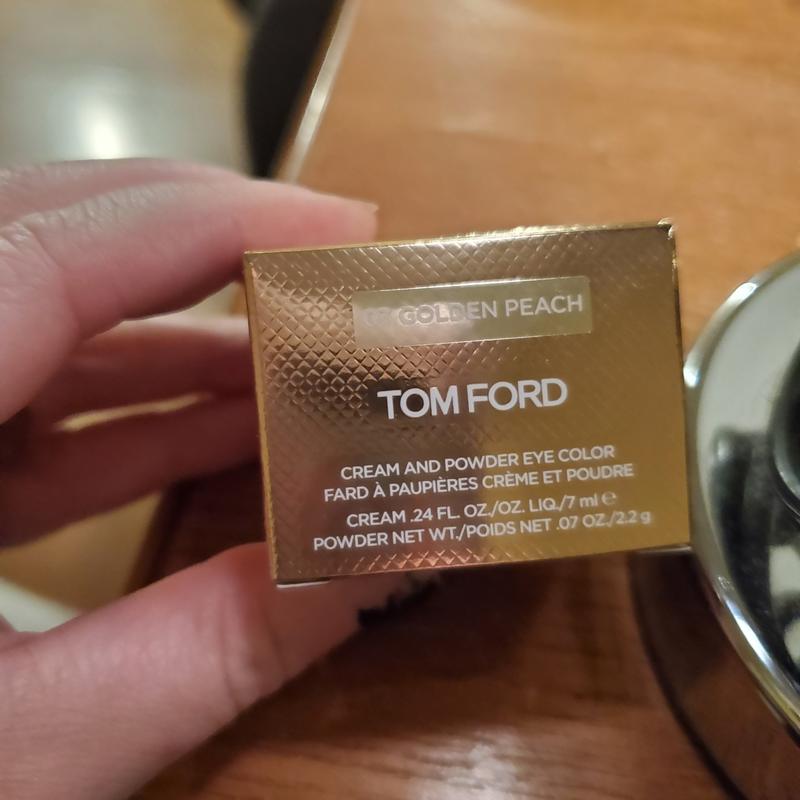 GOLDEN PEACH
TOM FORD
CREAM AND POWDER EYE COLOR
FARD À PAUPIÈRES CRÈME ET POUDRE
CREAM .24 FL. OZ./OZ. LIQ./7 ml ℮
POWDER NET WT./POIDS NET .07 OZ./2.2 g